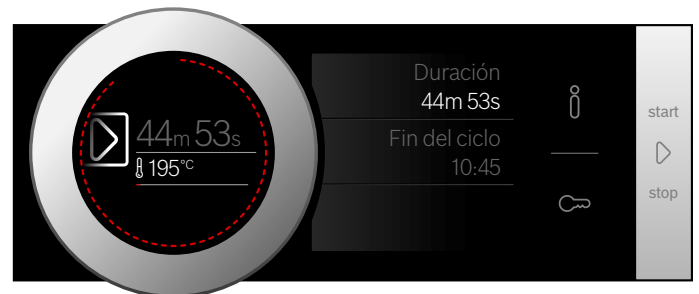 44m 53s
195°C
Duración
44m 53s
Fin del ciclo
10:45
start
stop